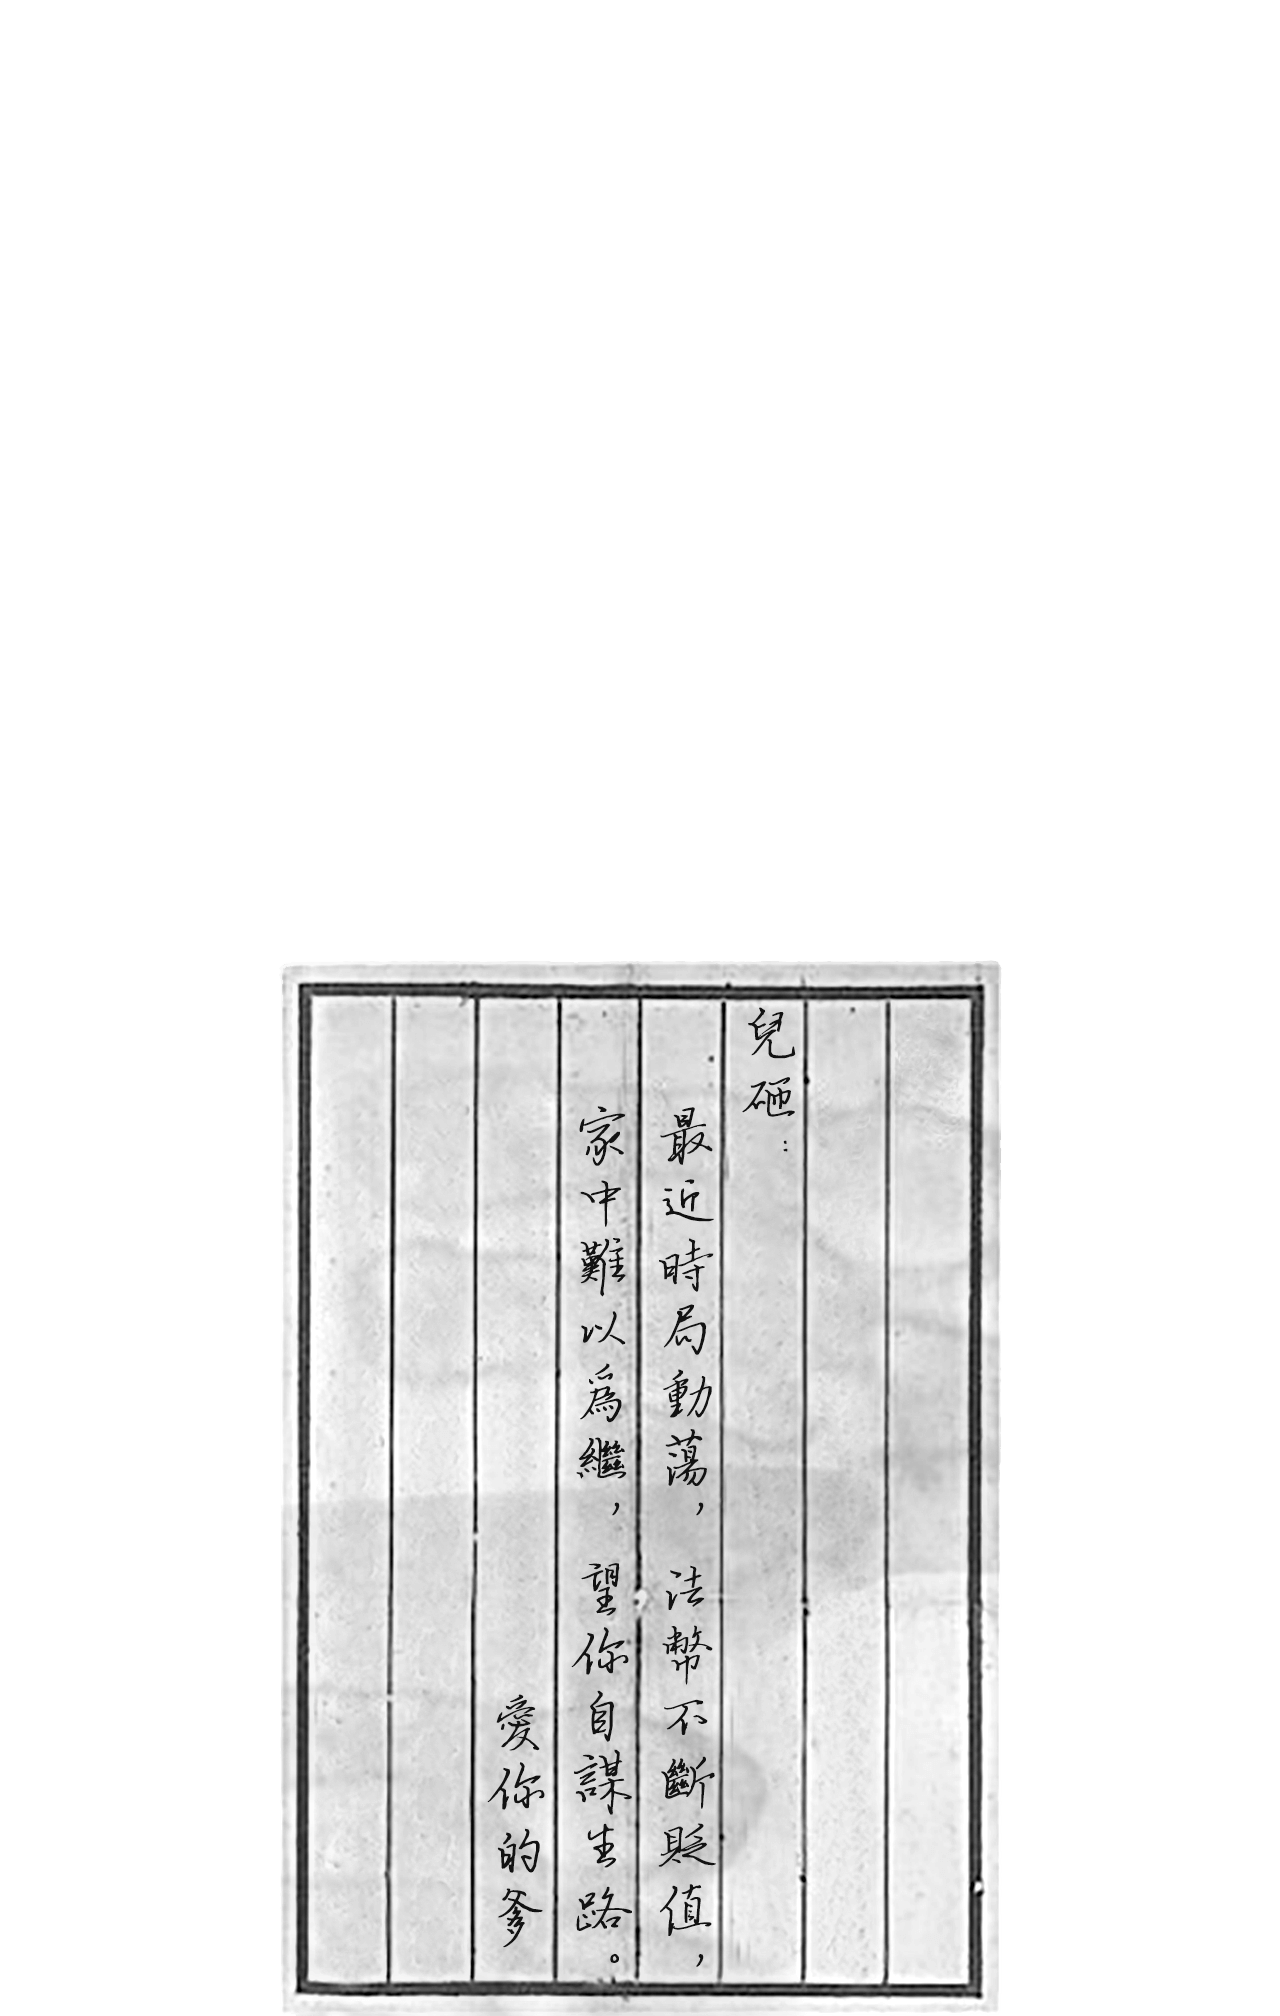 兒砸：
最近時局動蕩，法幣不斷貶值，
家中難以爲繼，望你自謀生路。
愛你的爹